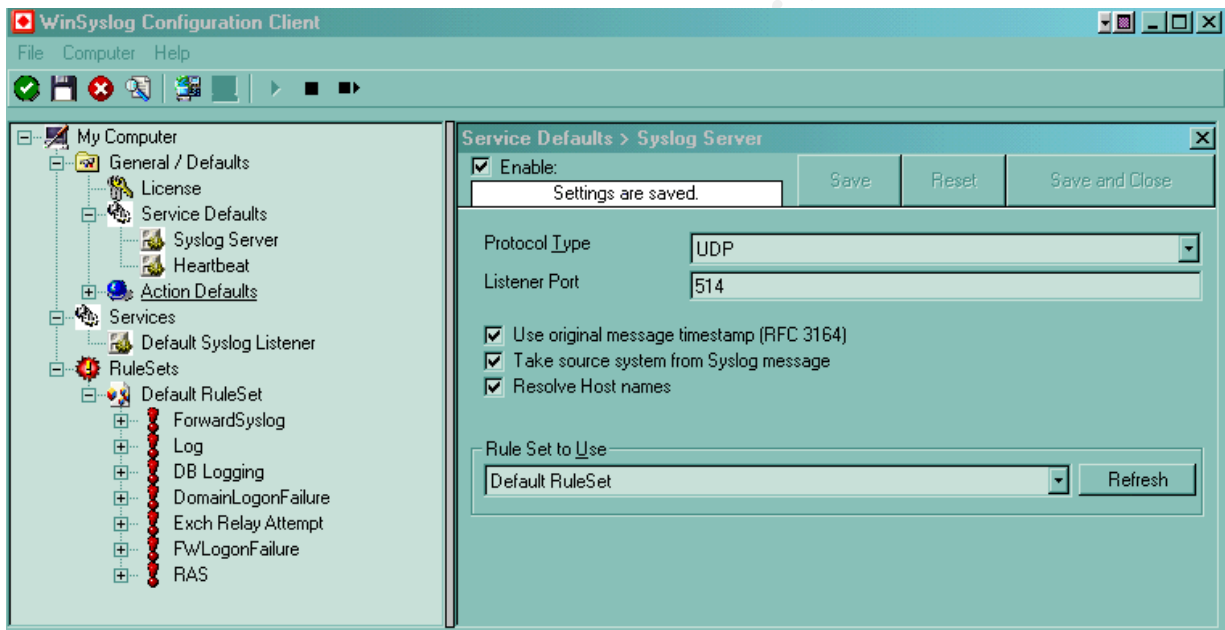 WinSyslog Configuration Client
File Computer Help
My Computer
General / Defaults
License
Service Defaults
Syslog Server
Heartbeat
Action Defaults
Services
Default Syslog Listener
RuleSets
Default RuleSet
ForwardSyslog
Log
DB Logging
DomainLogonFailure
Exch Relay Attempt
FWLogonFailure
RAS
Service Defaults > Syslog Server
Enable:
Settings are saved.
Save Reset Save and Close
Protocol Type UDP
Listener Port 514
Use original message timestamp (RFC 3164)
Take source system from Syslog message
Resolve Host names
Rule Set to Use
Default RuleSet Refresh